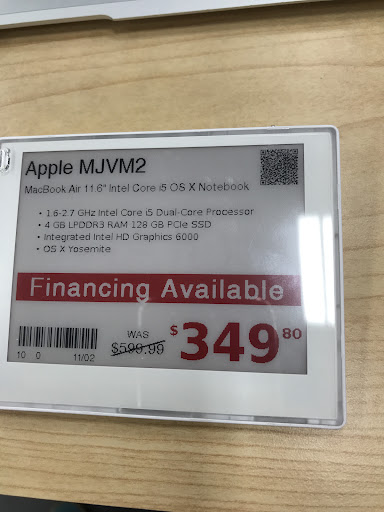 Apple MJVM2
MacBook Air 11.6" Intel Core i5 OS X Notebook
• 1.6-2.7 GHz Intel Core i5 Dual-Core Processor
• 4 GB LPDDR3 RAM 128 GB PCIe SSD
• Integrated Intel HD Graphics 6000
• OS X Yosemite
Financing Available
WAS
$599.99
$349 80
10 0 11/02